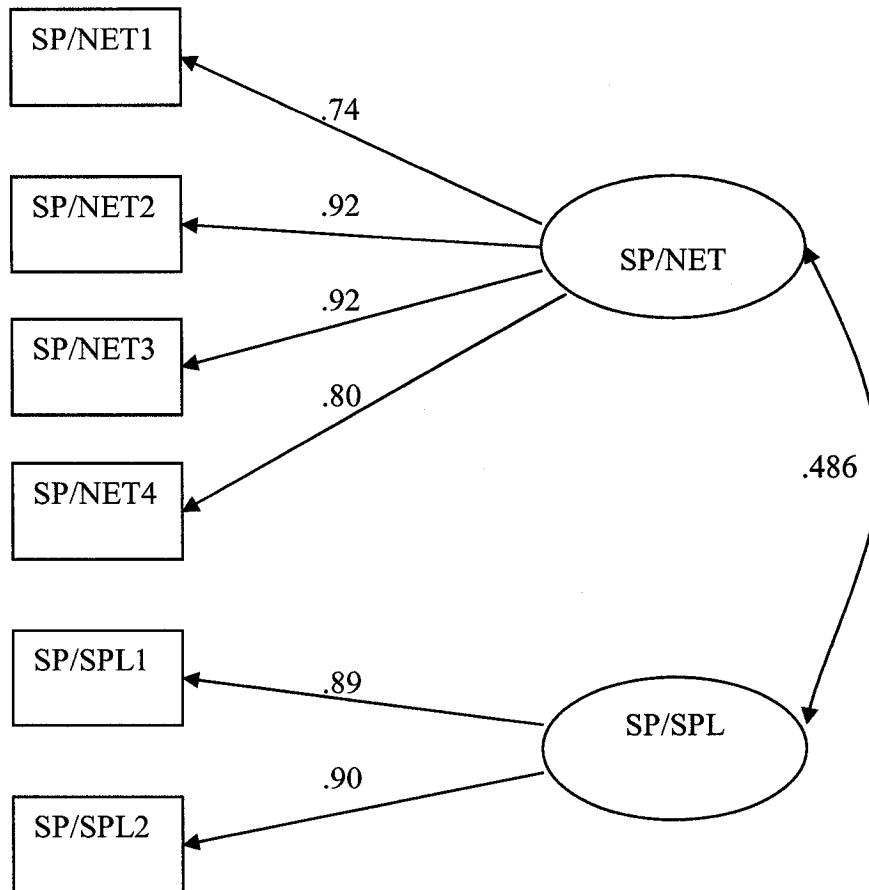 SP/NET1
.74
SP/NET2
.92
SP/NET
SP/NET3
.92
.80
SP/NET4
.486
SP/SPL1
.89
SP/SPL
.90
SP/SPL2